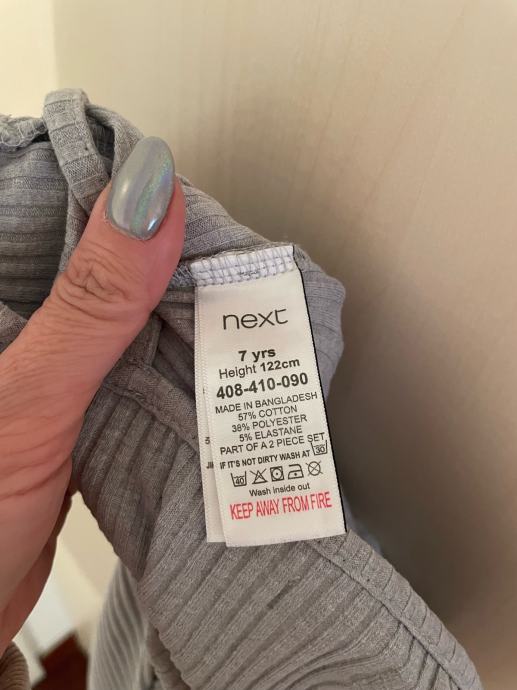 next
7 yrs
Height 122cm
408-410-090
MADE IN BANGLADESH
57% COTTON
38% POLYESTER
5% ELASTANE
PART OF A 2 PIECE SET
IF IT'S NOT DIRTY WASH AT 30
40
Wash inside out
KEEP AWAY FROM FIRE